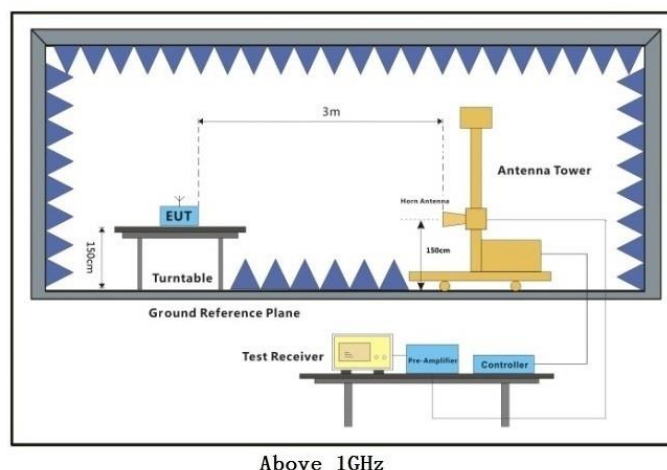 3m
Antenna Tower
Horn Antenna
EUT
150cm
150cm
Turntable
Ground Reference Plane
Test Receiver
Pre-Amplifier
Controller
Above 1GHz